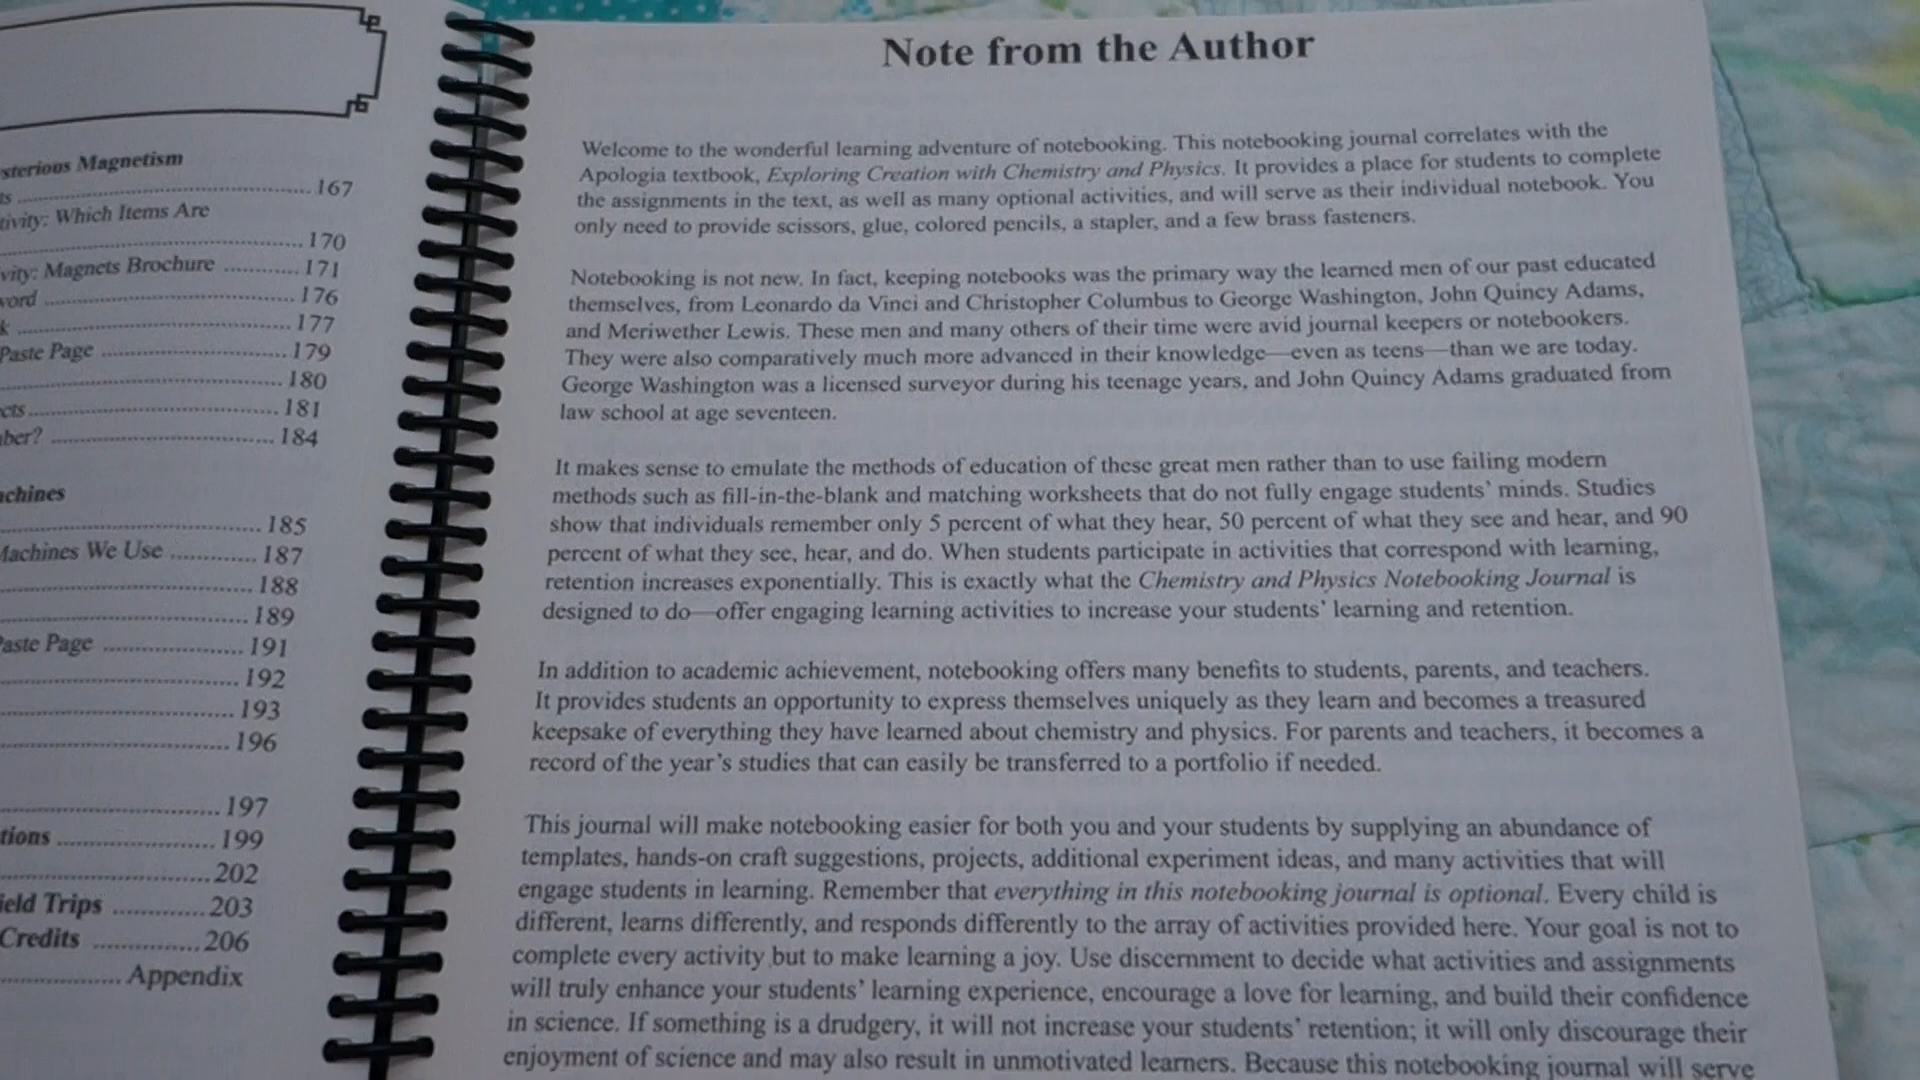 sterious Magnetism
ts ........ 167
tivity: Which Items Are
........ 170
vity: Magnets Brochure ........ 171
word ........ 176
k ........ 177
Paste Page ........ 179
........ 180
cts ........ 181
ber? ........ 184
achines
........ 185
Machines We Use ........ 187
........ 188
........ 189
Paste Page ........ 191
........ 192
........ 193
........ 196
........ 197
tions ........ 199
........ 202
ield Trips ........ 203
Credits ........ 206
........ Appendix
Note from the Author
Welcome to the wonderful learning adventure of notebooking. This notebooking journal correlates with the
Apologia textbook, Exploring Creation with Chemistry and Physics. It provides a place for students to complete
the assignments in the text, as well as many optional activities, and will serve as their individual notebook. You
only need to provide scissors, glue, colored pencils, a stapler, and a few brass fasteners.
Notebooking is not new. In fact, keeping notebooks was the primary way the learned men of our past educated
themselves, from Leonardo da Vinci and Christopher Columbus to George Washington, John Quincy Adams,
and Meriwether Lewis. These men and many others of their time were avid journal keepers or notebookers.
They were also comparatively much more advanced in their knowledge—even as teens—than we are today.
George Washington was a licensed surveyor during his teenage years, and John Quincy Adams graduated from
law school at age seventeen.
It makes sense to emulate the methods of education of these great men rather than to use failing modern
methods such as fill-in-the-blank and matching worksheets that do not fully engage students’ minds. Studies
show that individuals remember only 5 percent of what they hear, 50 percent of what they see and hear, and 90
percent of what they see, hear, and do. When students participate in activities that correspond with learning,
retention increases exponentially. This is exactly what the Chemistry and Physics Notebooking Journal is
designed to do—offer engaging learning activities to increase your students’ learning and retention.
In addition to academic achievement, notebooking offers many benefits to students, parents, and teachers.
It provides students an opportunity to express themselves uniquely as they learn and becomes a treasured
keepsake of everything they have learned about chemistry and physics. For parents and teachers, it becomes a
record of the year’s studies that can easily be transferred to a portfolio if needed.
This journal will make notebooking easier for both you and your students by supplying an abundance of
templates, hands-on craft suggestions, projects, additional experiment ideas, and many activities that will
engage students in learning. Remember that everything in this notebooking journal is optional. Every child is
different, learns differently, and responds differently to the array of activities provided here. Your goal is not to
complete every activity but to make learning a joy. Use discernment to decide what activities and assignments
will truly enhance your students’ learning experience, encourage a love for learning, and build their confidence
in science. If something is a drudgery, it will not increase your students’ retention; it will only discourage their
enjoyment of science and may also result in unmotivated learners. Because this notebooking journal will serve